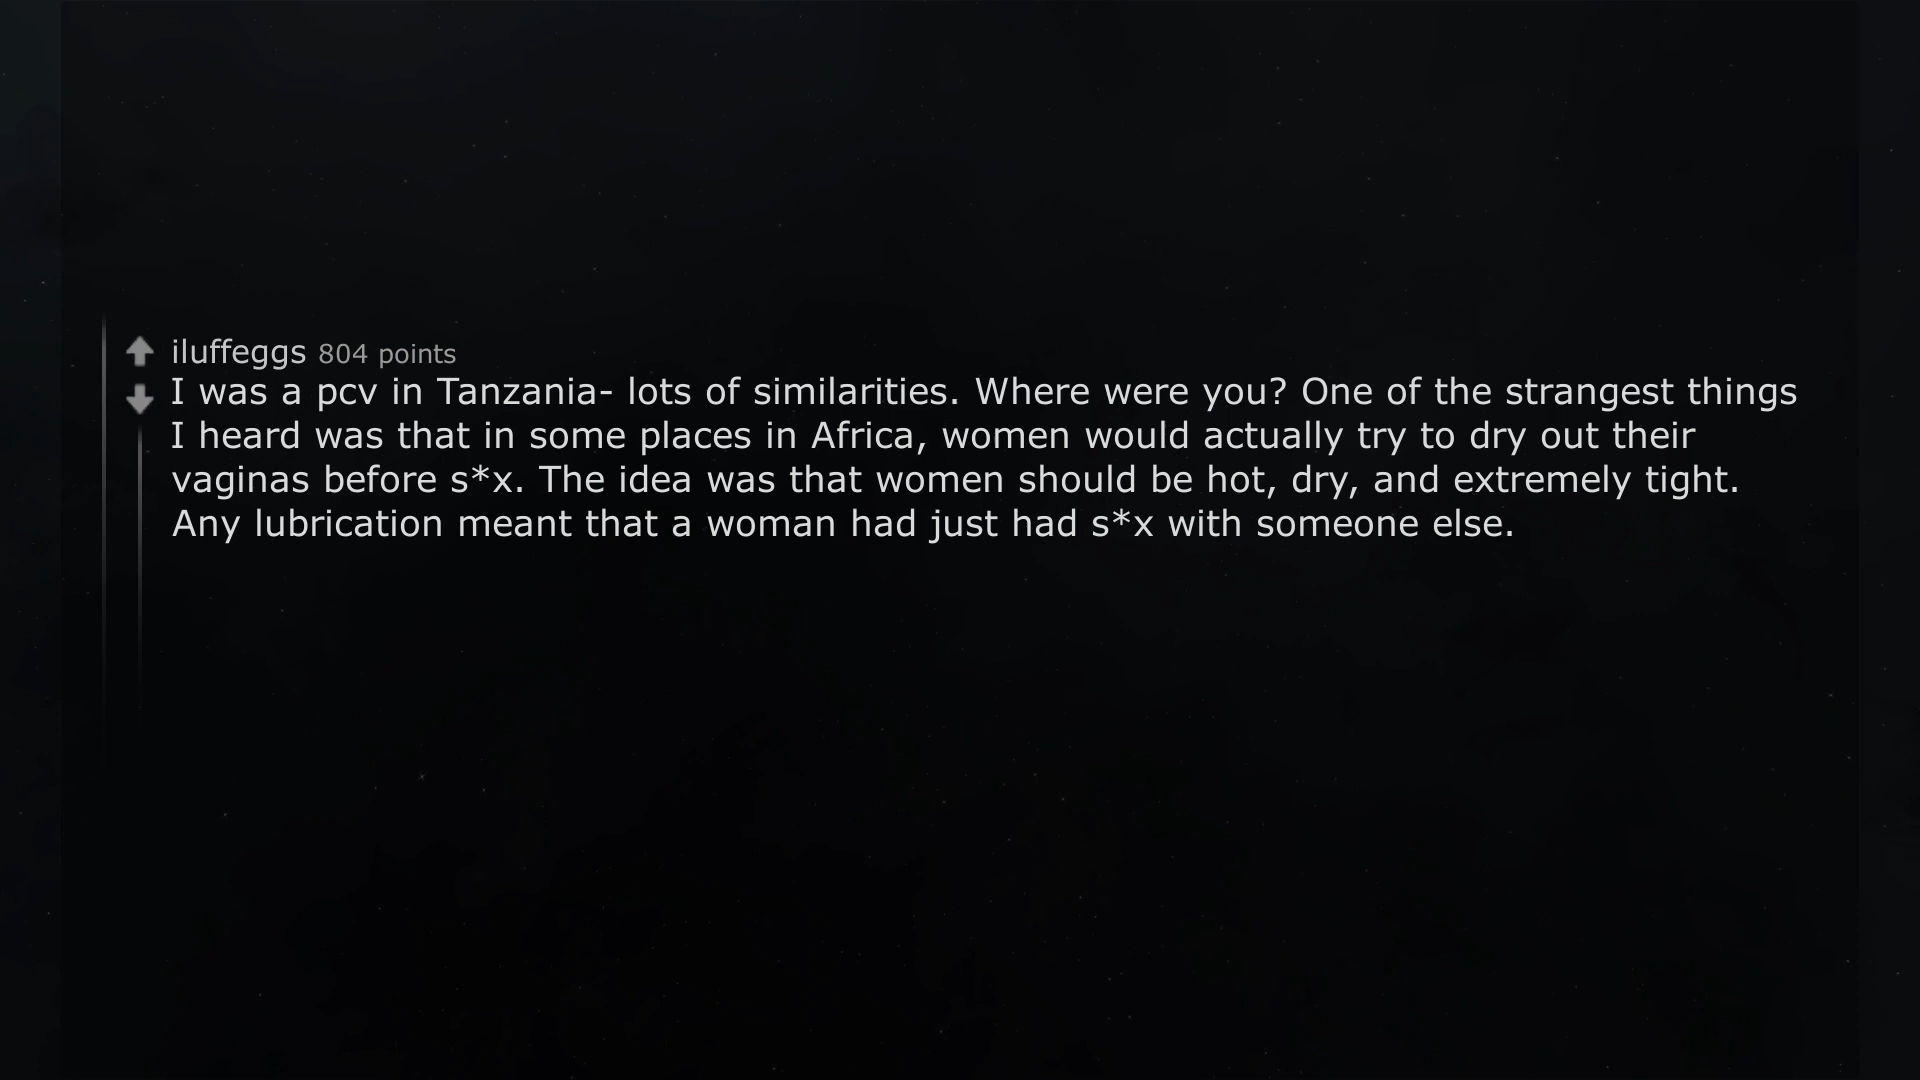 iluffeggs 804 points
I was a pcv in Tanzania- lots of similarities. Where were you? One of the strangest things
I heard was that in some places in Africa, women would actually try to dry out their
vaginas before s*x. The idea was that women should be hot, dry, and extremely tight.
Any lubrication meant that a woman had just had s*x with someone else.